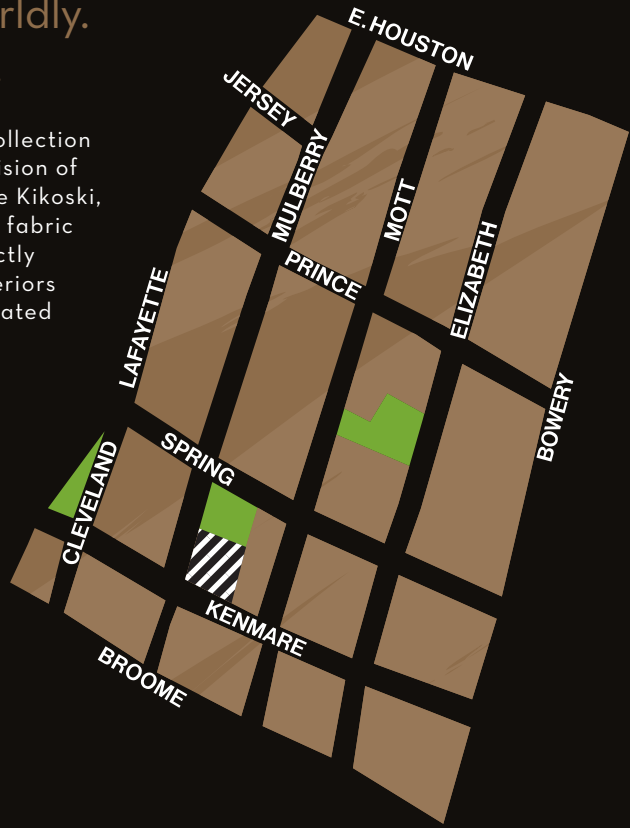 rldly.
ollection
ision of
e Kikoski,
fabric
ctly
eriors
ated
E. HOUSTON
JERSEY
MULBERRY
MOTT
ELIZABETH
PRINCE
LAFAYETTE
BOWERY
SPRING
CLEVELAND
KENMARE
BROOME